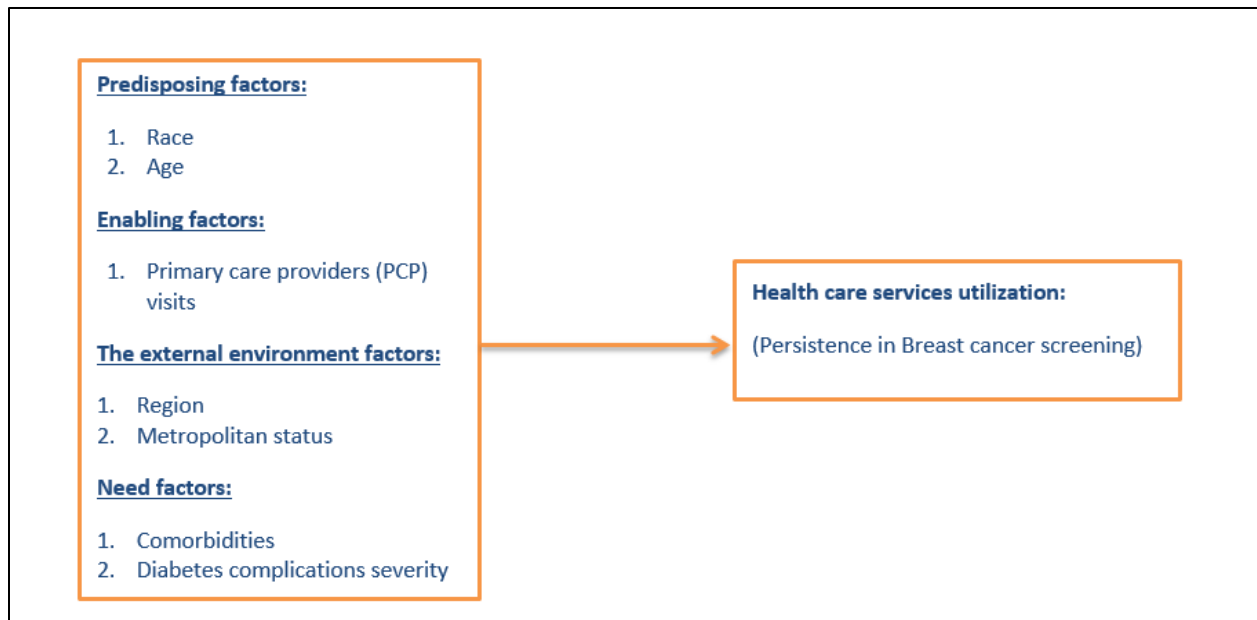 Predisposing factors:
1. Race
2. Age
Enabling factors:
1. Primary care providers (PCP)
visits
The external environment factors:
1. Region
2. Metropolitan status
Need factors:
1. Comorbidities
2. Diabetes complications severity
Health care services utilization:
(Persistence in Breast cancer screening)